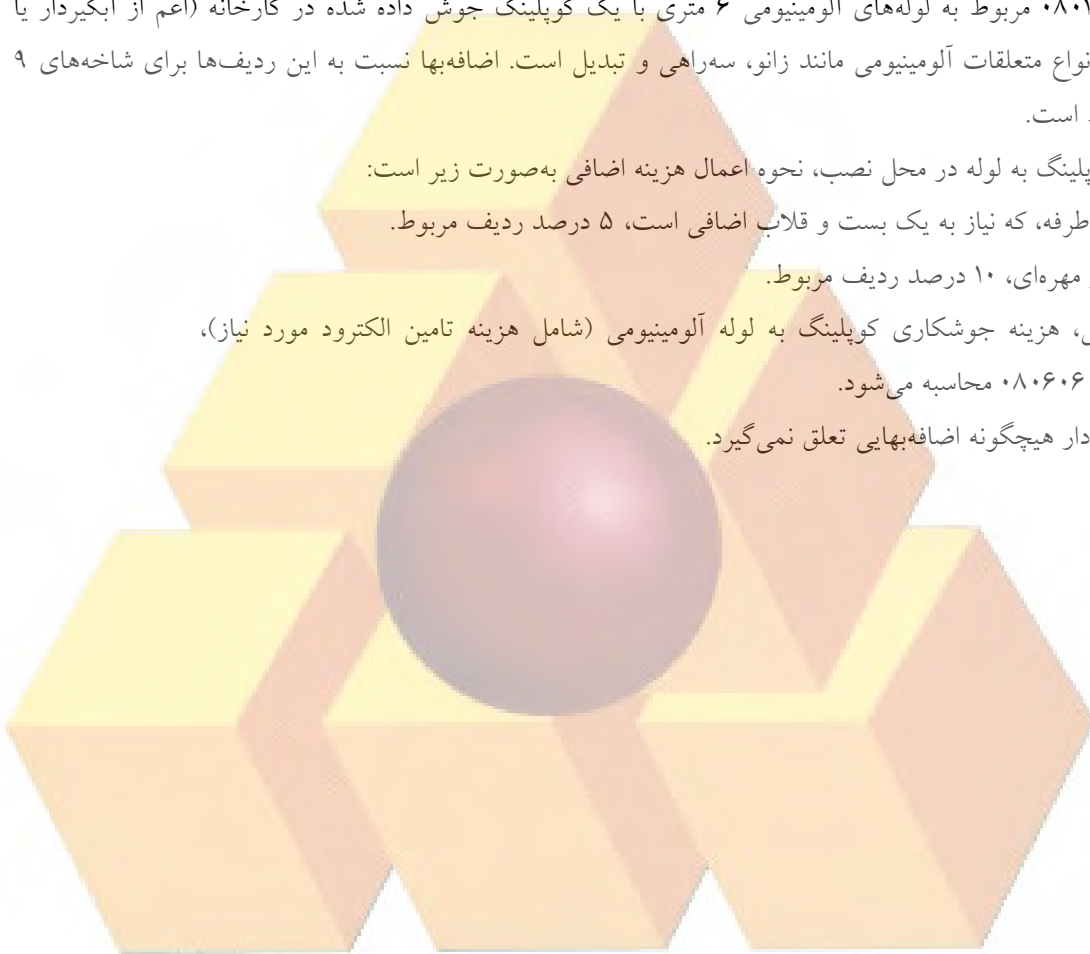 مربوط به لوله‌های آلومینیومی ۶ متری با یک کوپلینگ جوش داده شده در کارخانه (اعم از آبگیردار یا
نواع متعلقات آلومینیومی مانند زانو، سه‌راهی و تبدیل است. اضافه‌بها نسبت به این ردیف‌ها برای شاخه‌های ۹
است.
پلینگ به لوله در محل نصب، نحوه اعمال هزینه اضافی به‌صورت زیر است:
طرفه، که نیاز به یک بست و قلاب اضافی است، ۵ درصد ردیف مربوط.
مهره‌ای، ۱۰ درصد ردیف مربوط.
، هزینه جوشکاری کوپلینگ به لوله آلومینیومی (شامل هزینه تامین الکترود مورد نیاز)،
۰۸۰۶۰۶ محاسبه می‌شود.
دار هیچگونه اضافه‌بهایی تعلق نمی‌گیرد.